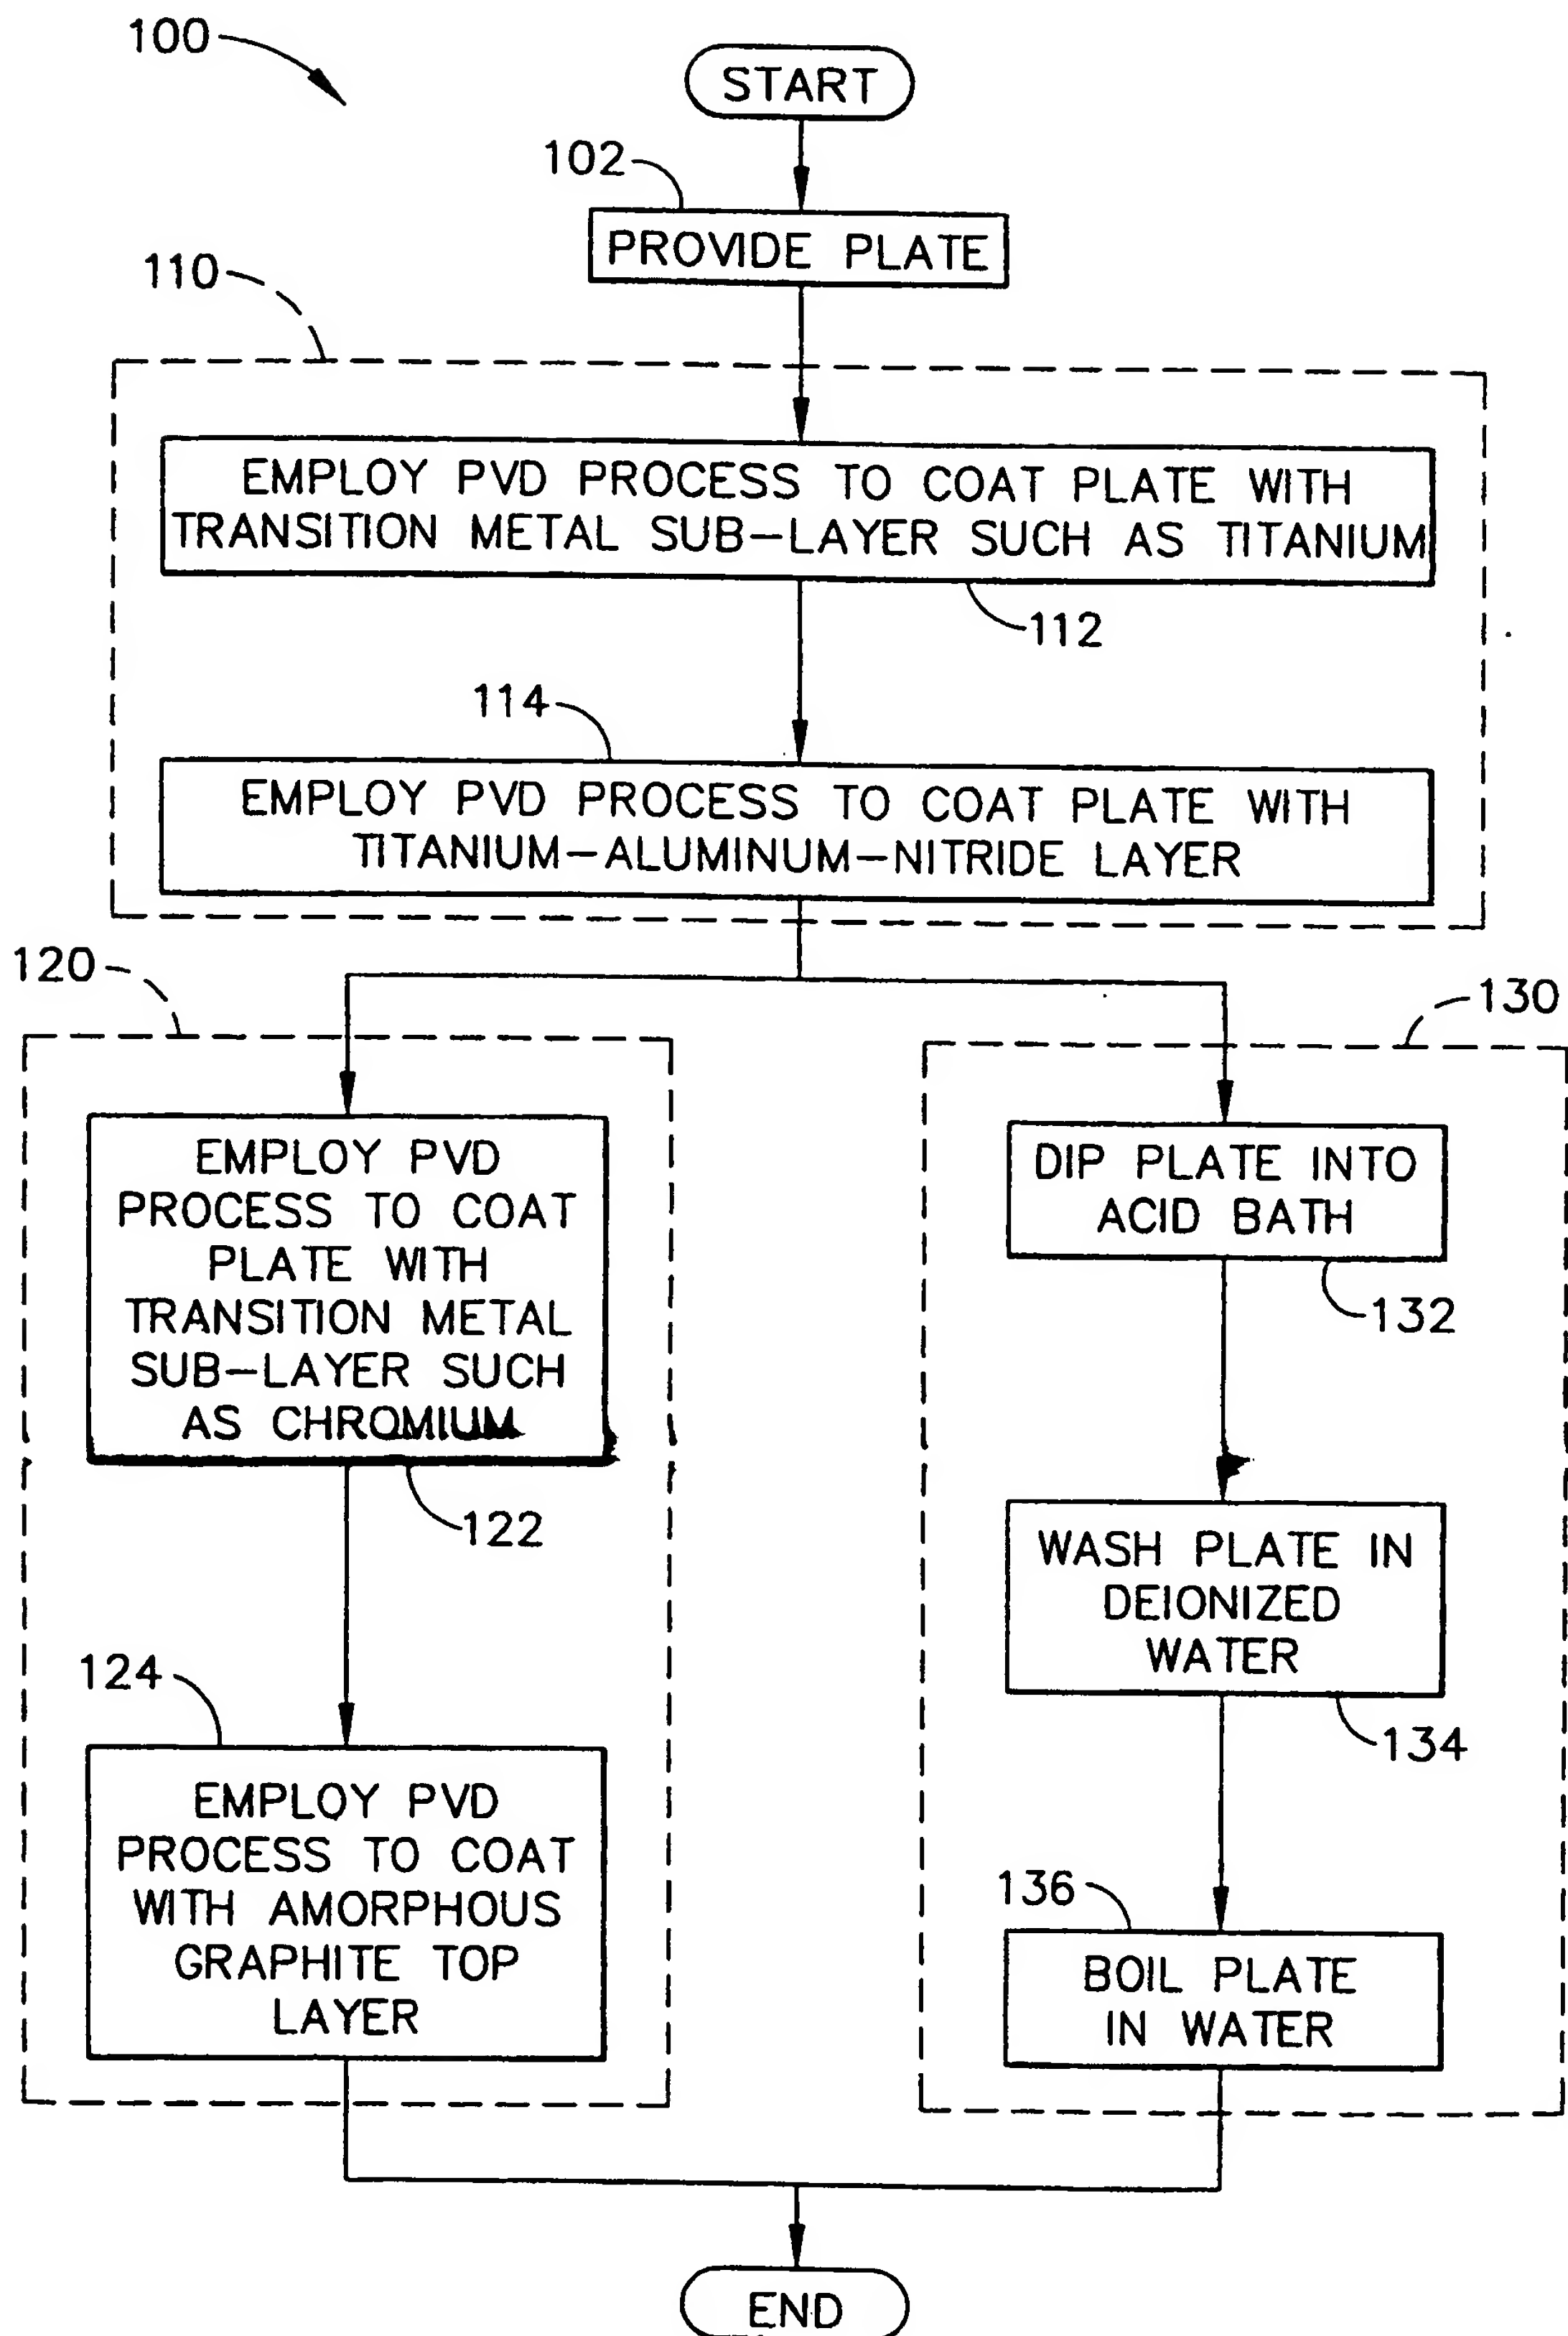 100
START
102
PROVIDE PLATE
110
EMPLOY PVD PROCESS TO COAT PLATE WITH
TRANSITION METAL SUB-LAYER SUCH AS TITANIUM
112
114
EMPLOY PVD PROCESS TO COAT PLATE WITH
TITANIUM-ALUMINUM-NITRIDE LAYER
120
EMPLOY PVD
PROCESS TO COAT
PLATE WITH
TRANSITION METAL
SUB-LAYER SUCH
AS CHROMIUM
122
124
EMPLOY PVD
PROCESS TO COAT
WITH AMORPHOUS
GRAPHITE TOP
LAYER
130
DIP PLATE INTO
ACID BATH
132
WASH PLATE IN
DEIONIZED
WATER
134
136
BOIL PLATE
IN WATER
END